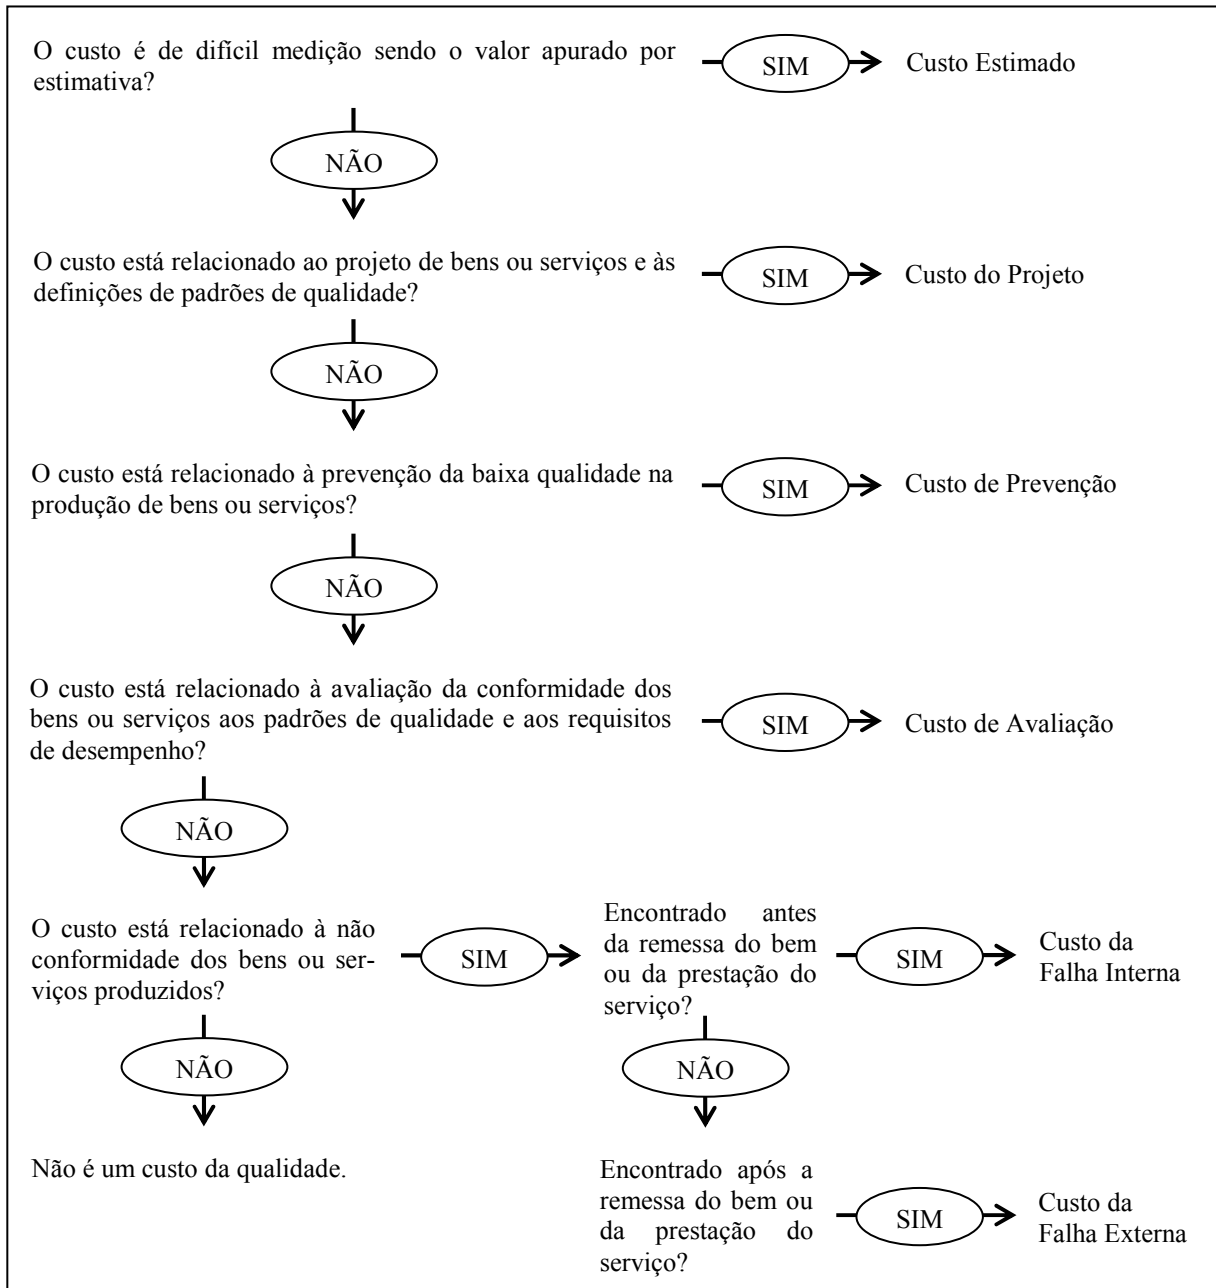 O custo é de difícil medição sendo o valor apurado por
estimativa?
SIM
Custo Estimado
NÃO
O custo está relacionado ao projeto de bens ou serviços e às
definições de padrões de qualidade?
SIM
Custo do Projeto
NÃO
O custo está relacionado à prevenção da baixa qualidade na
produção de bens ou serviços?
SIM
Custo de Prevenção
NÃO
O custo está relacionado à avaliação da conformidade dos
bens ou serviços aos padrões de qualidade e aos requisitos
de desempenho?
SIM
Custo de Avaliação
NÃO
O custo está relacionado à não
conformidade dos bens ou ser-
viços produzidos?
SIM
Encontrado antes
da remessa do bem
ou da prestação do
serviço?
SIM
Custo da
Falha Interna
NÃO
NÃO
Não é um custo da qualidade.
Encontrado após a
remessa do bem ou
da prestação do
serviço?
SIM
Custo da
Falha Externa